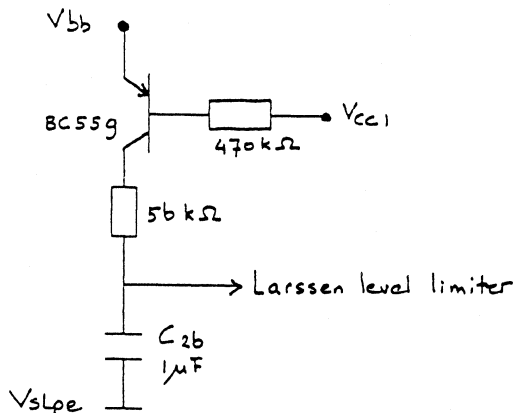 Vbb
BC559
470kΩ
Vcc1
56kΩ
Larssen level limiter
C2b
1μF
Vslpe